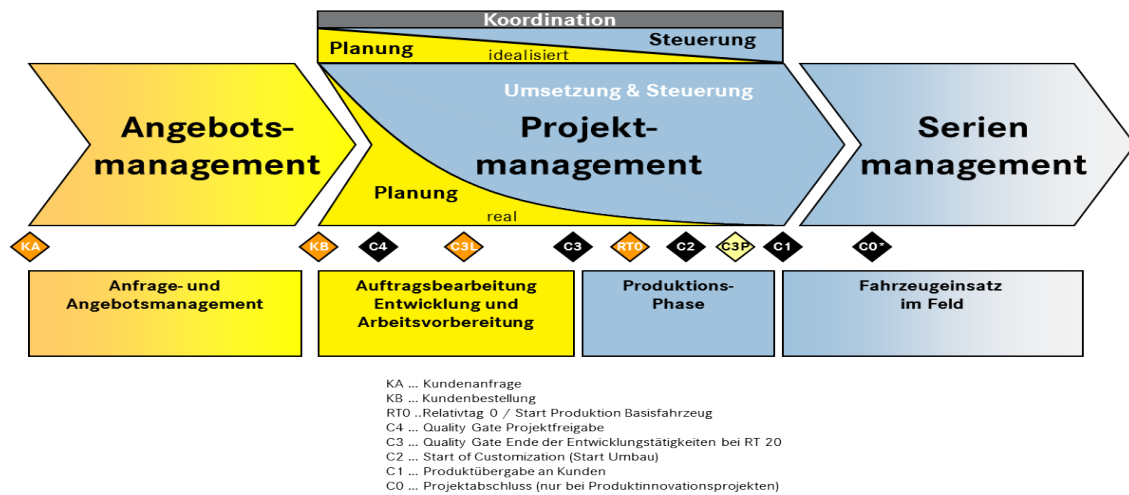 Koordination
Planung
Steuerung
idealisiert
Umsetzung & Steuerung
Angebots-
management
Projekt-
management
Serien
management
Planung
real
KA
KB
C4
C3L
C3
RT0
C2
C3P
C1
C0*
Anfrage- und
Angebotsmanagement
Auftragsbearbeitung
Entwicklung und
Arbeitsvorbereitung
Produktions-
Phase
Fahrzeugeinsatz
im Feld
KA ... Kundenanfrage
KB ... Kundenbestellung
RT0 ..Relativtag 0 / Start Produktion Basisfahrzeug
C4 ... Quality Gate Projektfreigabe
C3 ... Quality Gate Ende der Entwicklungstätigkeiten bei RT 20
C2 ... Start of Customization (Start Umbau)
C1 ... Produktübergabe an Kunden
C0 ... Projektabschluss (nur bei Produktinnovationsprojekten)